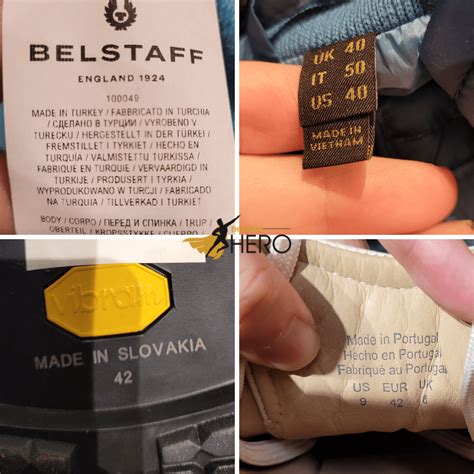 BELSTAFF
ENGLAND 1924
100049
MADE IN TURKEY / FABBRICATO IN TURCHIA
/ СДЕЛАНО В ТУРЦИИ / VYROBENO V
TURECKU / HERGESTELLT IN DER TÜRKEI /
FREMSTILLET I TYRKIET / HECHO EN
TURQUÍA / VALMISTETTU TURKISSA /
FABRIQUÉ EN TURQUIE / VERVAARDIGD IN
TURKIJE / PRODUSERT I TYRKIA /
WYPRODUKOWANO W TURCJI / FABRICADO
NA TURQUIA / TILLVERKAD I TURKIET
BODY / CORPO / ПЕРЕД И СПИНКА / TRUP /
OBERTEIL / KROPSSTYKKE / CUERPO /
UK 40
IT 50
US 40
MADE IN
VIETNAM
HERO
vibram
MADE IN SLOVAKIA
42
Made in Portugal
Hecho en Portugal
Fabriqué au Portugal
US EUR UK
9 42 8